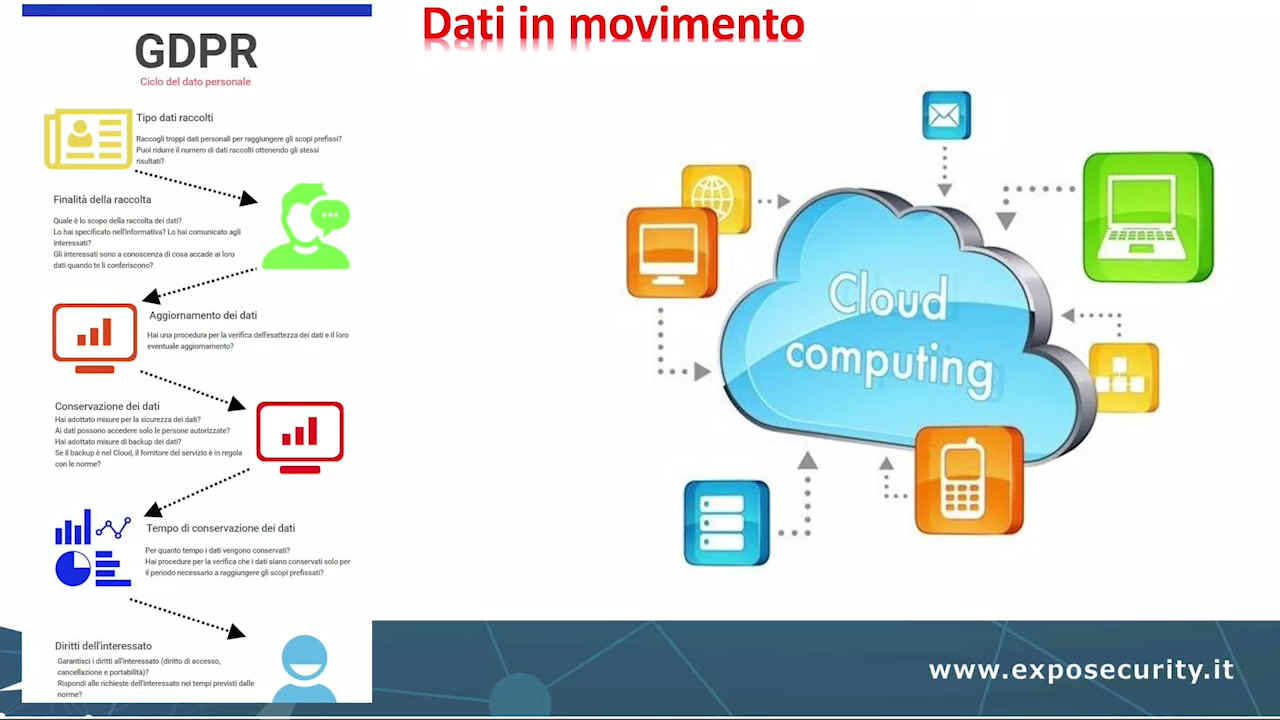 Dati in movimento
GDPR
Ciclo del dato personale
Tipo dati raccolti
Raccogli troppi dati personali per raggiungere gli scopi prefissi?
Puoi ridurre il numero di dati raccolti ottenendo gli stessi
risultati?
Finalità della raccolta
Quale è lo scopo della raccolta dei dati?
Lo hai specificato nell'informativa? Lo hai comunicato agli
interessati?
Gli interessati sono a conoscenza di cosa accade ai loro
dati quando te li conferiscono?
Aggiornamento dei dati
Hai una procedura per la verifica dell'esattezza dei dati e il loro
eventuale aggiornamento?
Conservazione dei dati
Hai adottato misure per la sicurezza dei dati?
Ai dati possono accedere solo le persone autorizzate?
Hai adottato misure di backup dei dati?
Se il backup è nel Cloud, il fornitore del servizio è in regola
con le norme?
Tempo di conservazione dei dati
Per quanto tempo i dati vengono conservati?
Hai procedure per la verifica che i dati siano conservati solo per
il periodo necessario a raggiungere gli scopi prefissati?
Diritti dell'interessato
Garantisci i diritti all'interessato (diritto di accesso,
cancellazione e portabilità)?
Rispondi alle richieste dell'interessato nei tempi previsti dalle
norme?
Cloud
computing
www.exposecurity.it